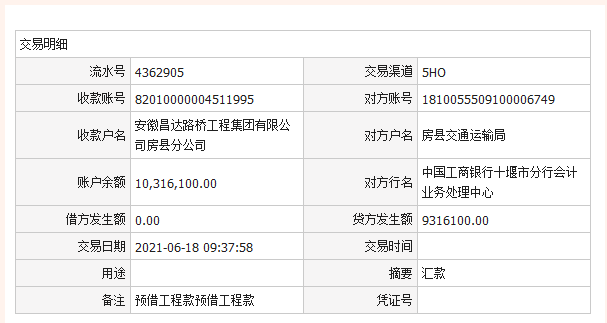 交易明细
流水号 4362905 交易渠道 5HO
收款账号 82010000004511995 对方账号 1810055509100006749
收款户名 安徽昌达路桥工程集团有限公司房县分公司 对方户名 房县交通运输局
账户余额 10,316,100.00 对方行名 中国工商银行十堰市分行会计业务处理中心
借方发生额 0.00 贷方发生额 9316100.00
交易日期 2021-06-18 09:37:58 交易时间
用途 摘要 汇款
备注 预借工程款预借工程款 凭证号